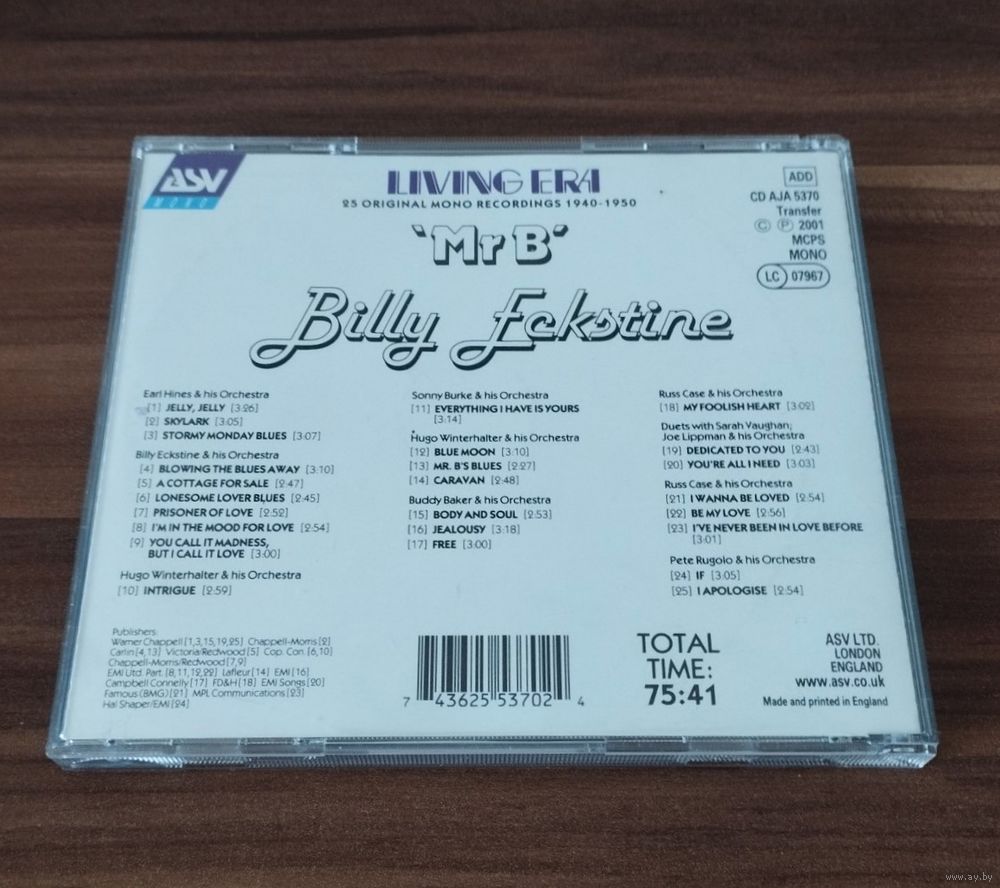 ASV
MONO
LIVING ERA
25 ORIGINAL MONO RECORDINGS 1940-1950
'Mr B'
Billy Eckstine
ADD
CD AJA 5370
Transfer
© ℗ 2001
MCPS
MONO
LC 07967
Earl Hines & his Orchestra
[1] JELLY, JELLY [3:26]
[2] SKYLARK [3:05]
[3] STORMY MONDAY BLUES [3:07]
Billy Eckstine & his Orchestra
[4] BLOWING THE BLUES AWAY [3:10]
[5] A COTTAGE FOR SALE [2:47]
[6] LONESOME LOVER BLUES [2:45]
[7] PRISONER OF LOVE [2:52]
[8] I'M IN THE MOOD FOR LOVE [2:54]
[9] YOU CALL IT MADNESS,
BUT I CALL IT LOVE [3:00]
Hugo Winterhalter & his Orchestra
[10] INTRIGUE [2:59]
Sonny Burke & his Orchestra
[11] EVERYTHING I HAVE IS YOURS
[3:14]
Hugo Winterhalter & his Orchestra
[12] BLUE MOON [3:10]
[13] MR. B'S BLUES [2:27]
[14] CARAVAN [2:48]
Buddy Baker & his Orchestra
[15] BODY AND SOUL [2:53]
[16] JEALOUSY [3:18]
[17] FREE [3:00]
Russ Case & his Orchestra
[18] MY FOOLISH HEART [3:02]
Duets with Sarah Vaughan;
Joe Lippman & his Orchestra
[19] DEDICATED TO YOU [2:43]
[20] YOU'RE ALL I NEED [3:03]
Russ Case & his Orchestra
[21] I WANNA BE LOVED [2:54]
[22] BE MY LOVE [2:56]
[23] I'VE NEVER BEEN IN LOVE BEFORE
[3:01]
Pete Rugolo & his Orchestra
[24] IF [3:05]
[25] I APOLOGISE [2:54]
Publishers:
Warner Chappell [1,3,15,19,25] Chappell-Morris [2]
Carlin [4,13] Victoria/Redwood [5] Cop. Con. [6,10]
Chappell-Morris/Redwood [7,9]
EMI Utd. Part. [8,11,12,22] Lafleur [14] EMI [16]
Campbell Connelly [17] FD&H [18] EMI Songs [20]
Famous (BMG) [21] MPL Communications [23]
Hal Shaper/EMI [24]
7 43625 53702 4
TOTAL
TIME:
75:41
ASV LTD.
LONDON
ENGLAND
www.asv.co.uk
Made and printed in England
www.ay.by